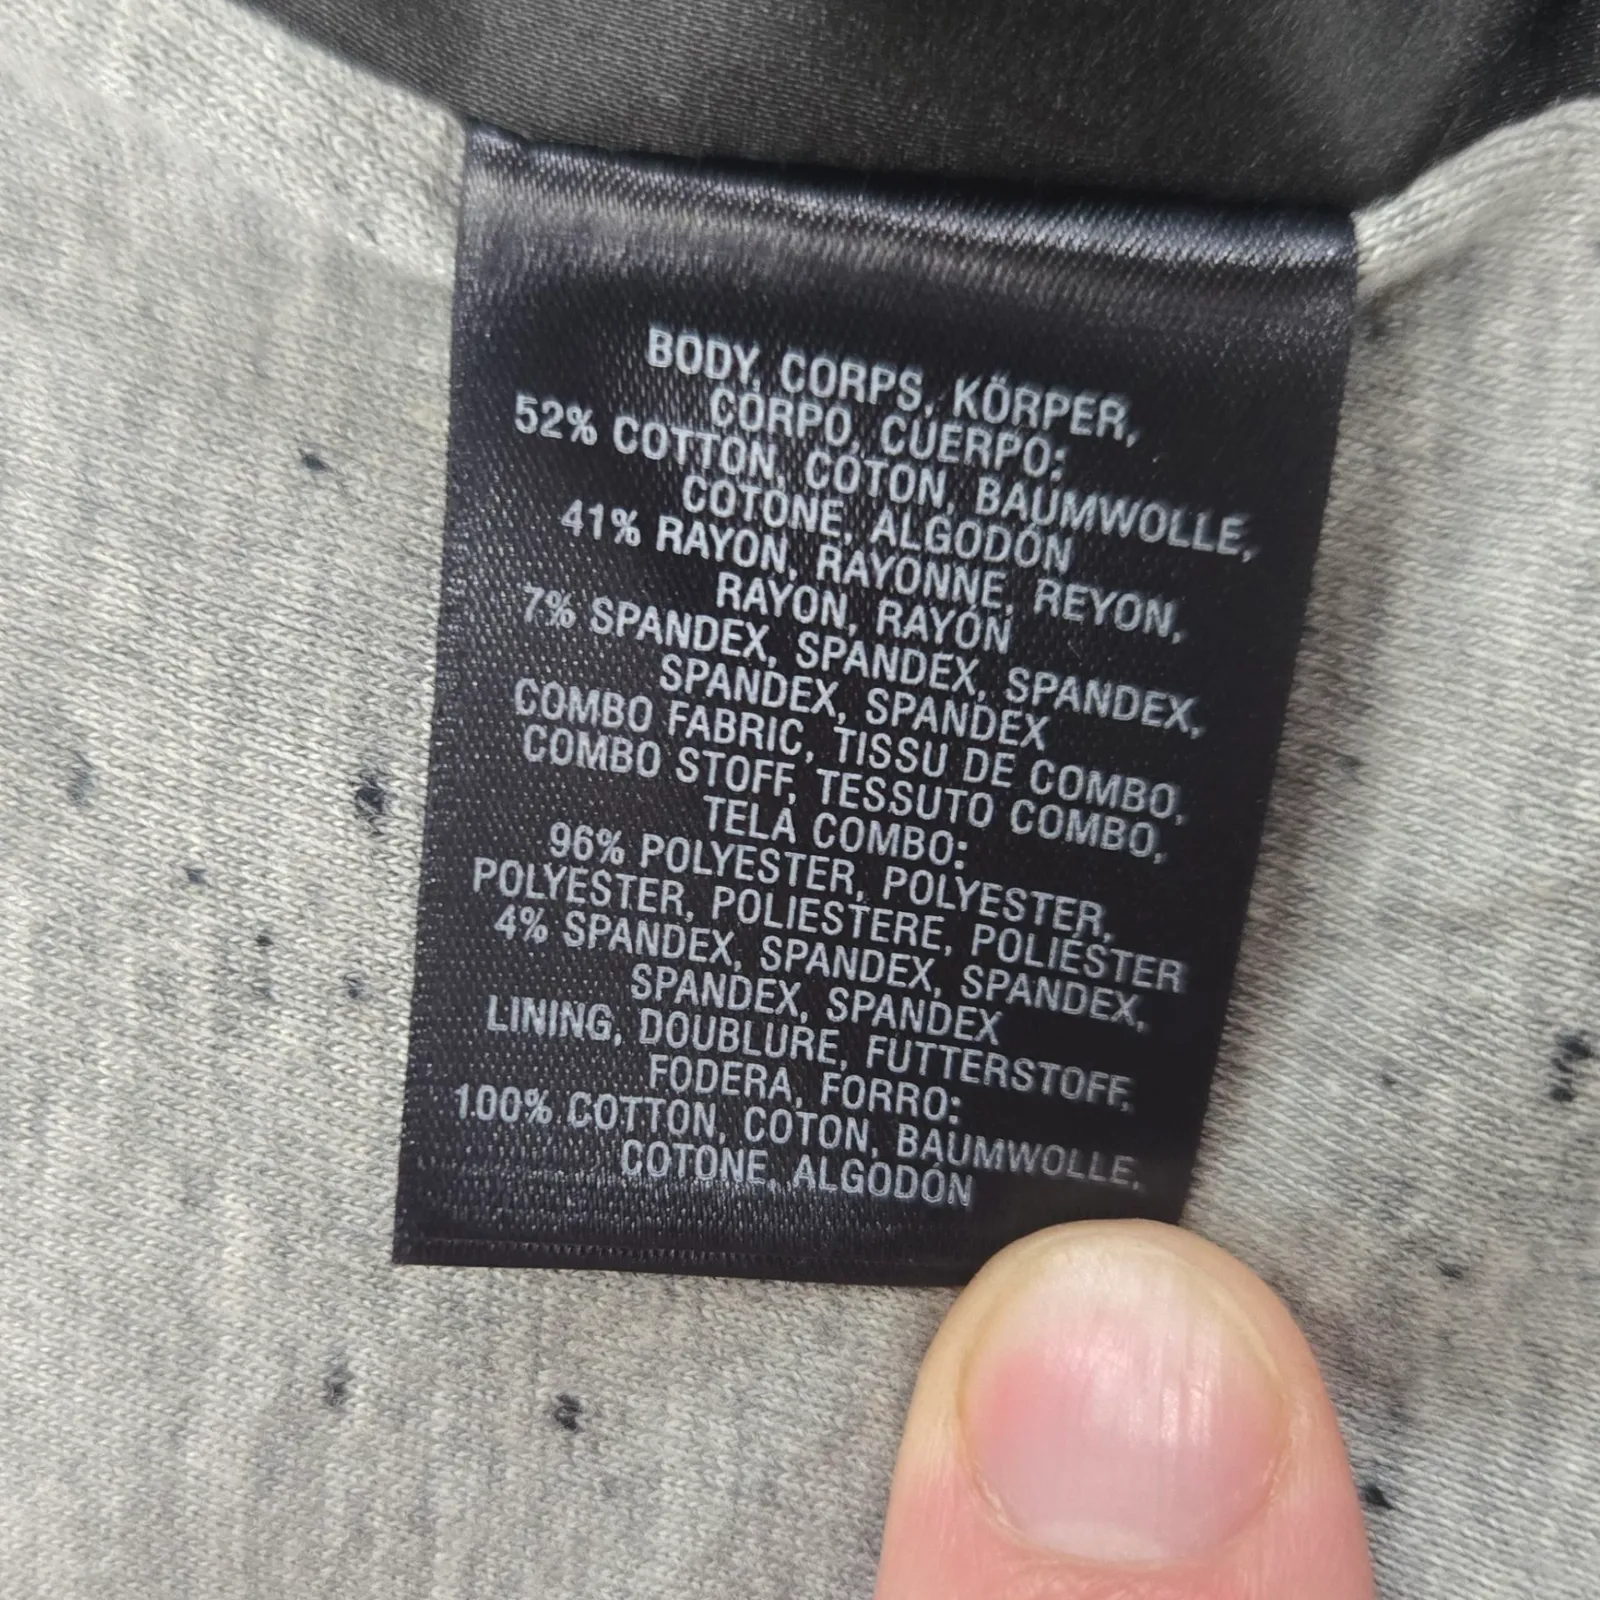 BODY, CORPS, KÖRPER,
CORPO, CUERPO:
52% COTTON, COTON, BAUMWOLLE,
COTONE, ALGODÓN
41% RAYON, RAYONNE, REYON,
RAYON, RAYÓN
7% SPANDEX, SPANDEX, SPANDEX,
SPANDEX, SPANDEX
COMBO FABRIC, TISSU DE COMBO,
COMBO STOFF, TESSUTO COMBO,
TELA COMBO:
96% POLYESTER, POLYESTER,
POLYESTER, POLIESTERE, POLIÉSTER
4% SPANDEX, SPANDEX, SPANDEX,
SPANDEX, SPANDEX
LINING, DOUBLURE, FUTTERSTOFF,
FODERA, FORRO:
100% COTTON, COTON, BAUMWOLLE,
COTONE, ALGODÓN